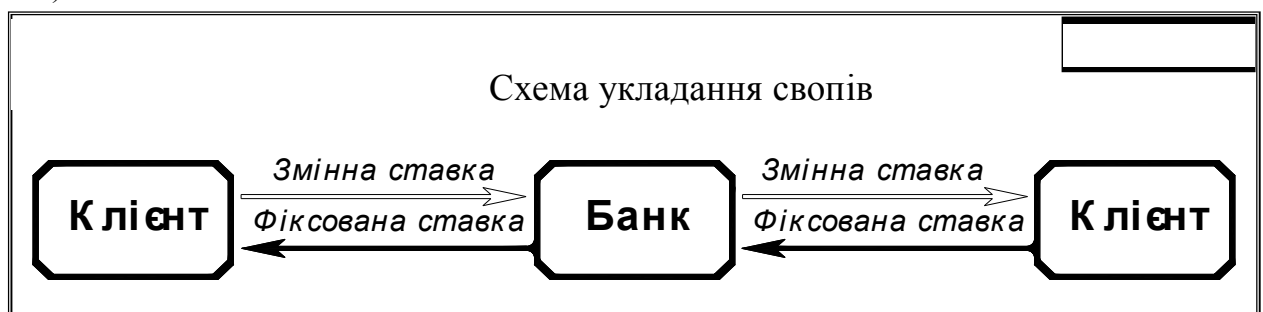 Схема укладання свопів
Змінна ставка Змінна ставка
Клієнт Фіксована ставка Банк Фіксована ставка Клієнт